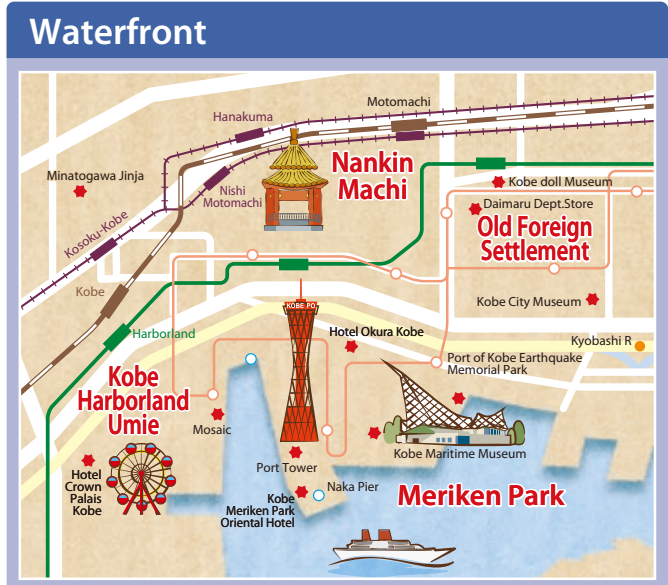 Waterfront
Motomachi
Hanakuma
Nankin
Machi
Minatogawa Jinja
Nishi
Motomachi
Kobe doll Museum
Daimaru Dept.Store
Old Foreign
Settlement
Kosoku-Kobe
Kobe
Kobe City Museum
KOBE PO
Harborland
Hotel Okura Kobe
Kyobashi R
Port of Kobe Earthquake
Memorial Park
Kobe
Harborland
Umie
Mosaic
Kobe Maritime Museum
Port Tower
Hotel
Crown
Palais
Kobe
Naka Pier
Kobe
Meriken Park
Oriental Hotel
Meriken Park